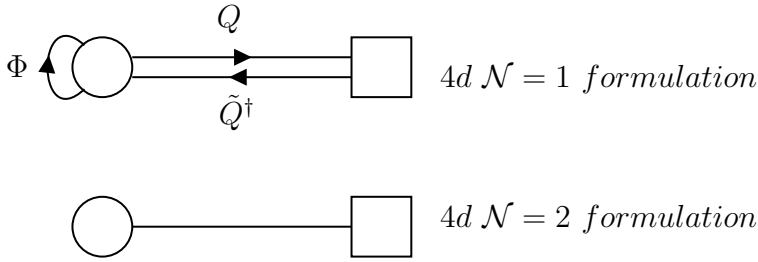 Q
Φ
4d 𝒩 = 1 formulation
Q̃†
4d 𝒩 = 2 formulation